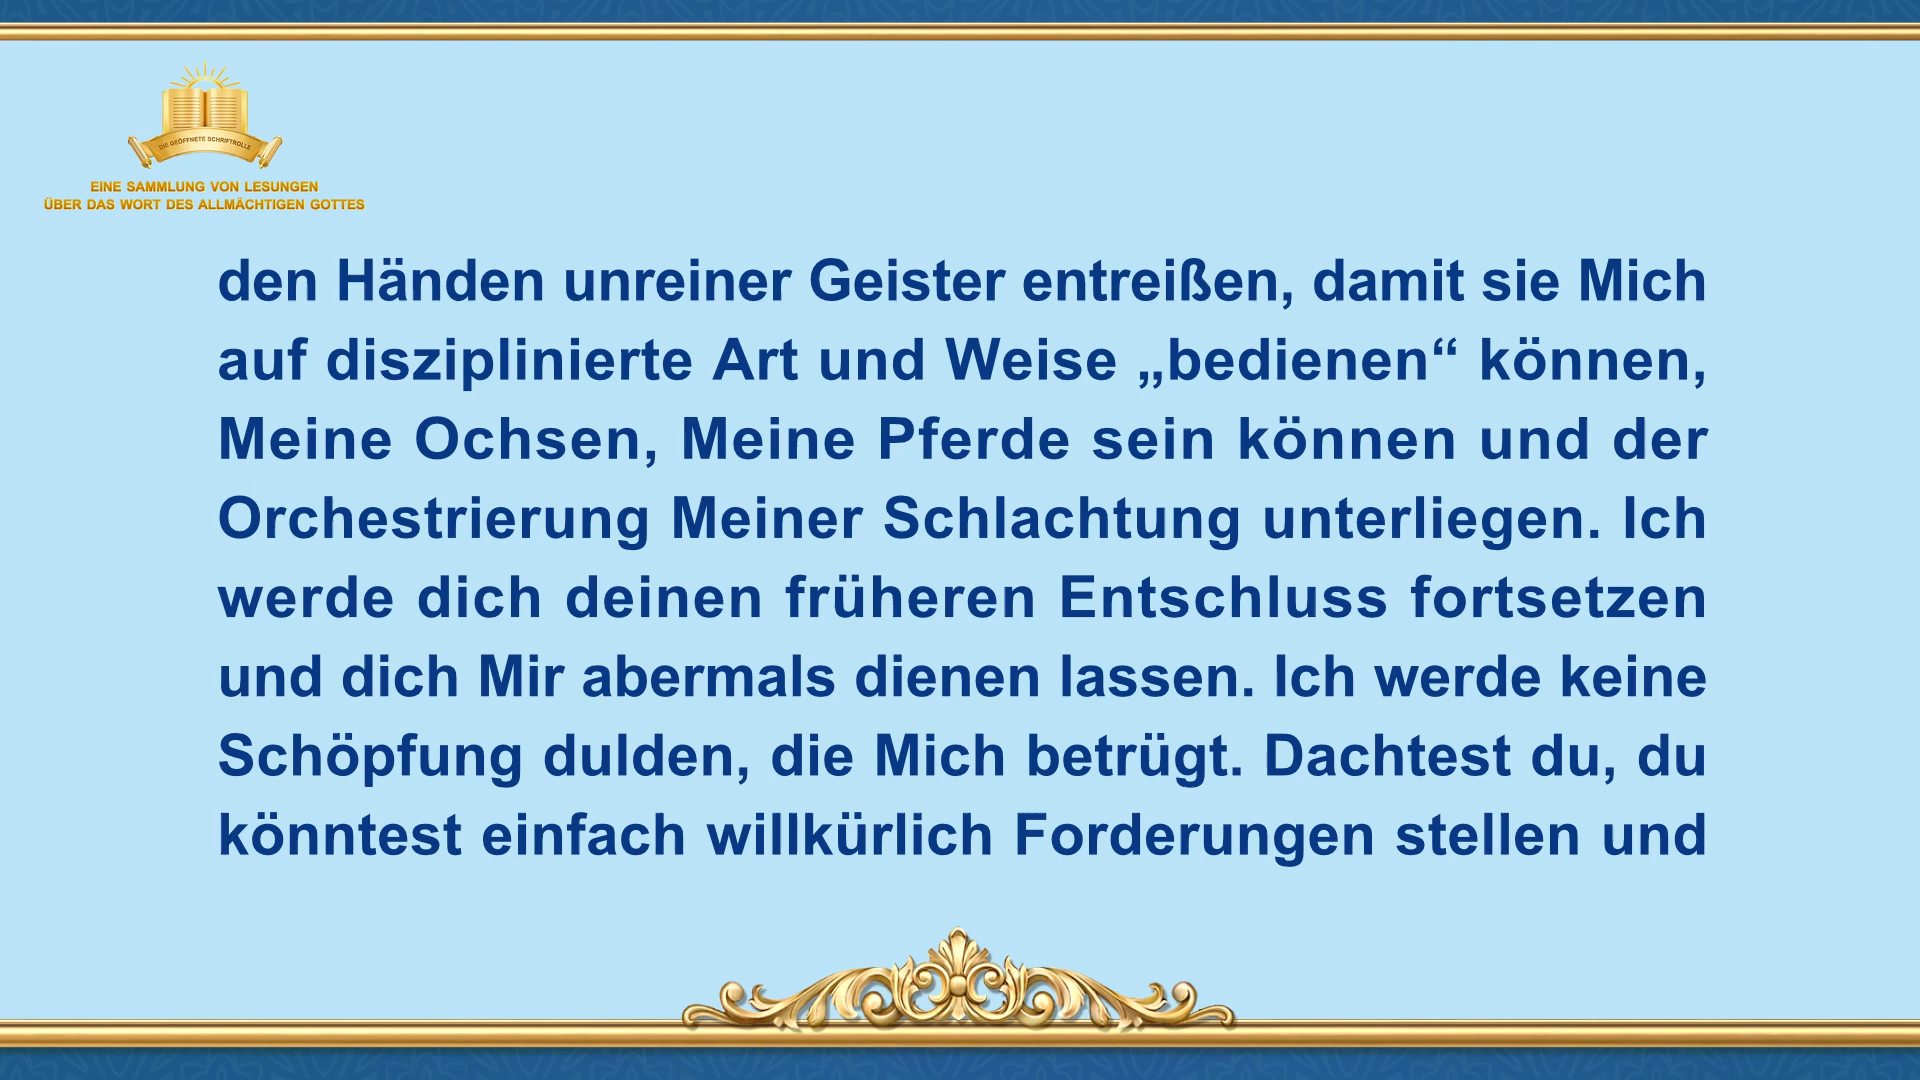 DIE GEÖFFNETE SCHRIFTROLLE
EINE SAMMLUNG VON LESUNGEN
ÜBER DAS WORT DES ALLMÄCHTIGEN GOTTES
den Händen unreiner Geister entreißen, damit sie Mich
auf disziplinierte Art und Weise „bedienen“ können,
Meine Ochsen, Meine Pferde sein können und der
Orchestrierung Meiner Schlachtung unterliegen. Ich
werde dich deinen früheren Entschluss fortsetzen
und dich Mir abermals dienen lassen. Ich werde keine
Schöpfung dulden, die Mich betrügt. Dachtest du, du
könntest einfach willkürlich Forderungen stellen und